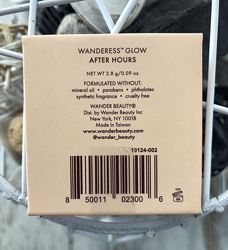 WANDERESS™ GLOW
AFTER HOURS
NET WT 2.8 g/0.09 oz
FORMULATED WITHOUT:
mineral oil • parabens • phthalates
synthetic fragrance • cruelty free
WANDER BEAUTY®
Dist. by Wander Beauty Inc
New York, NY 10018
Made in Taiwan
www.wanderbeauty.com
@wander_beauty
10124-002
8 50011 02300 6